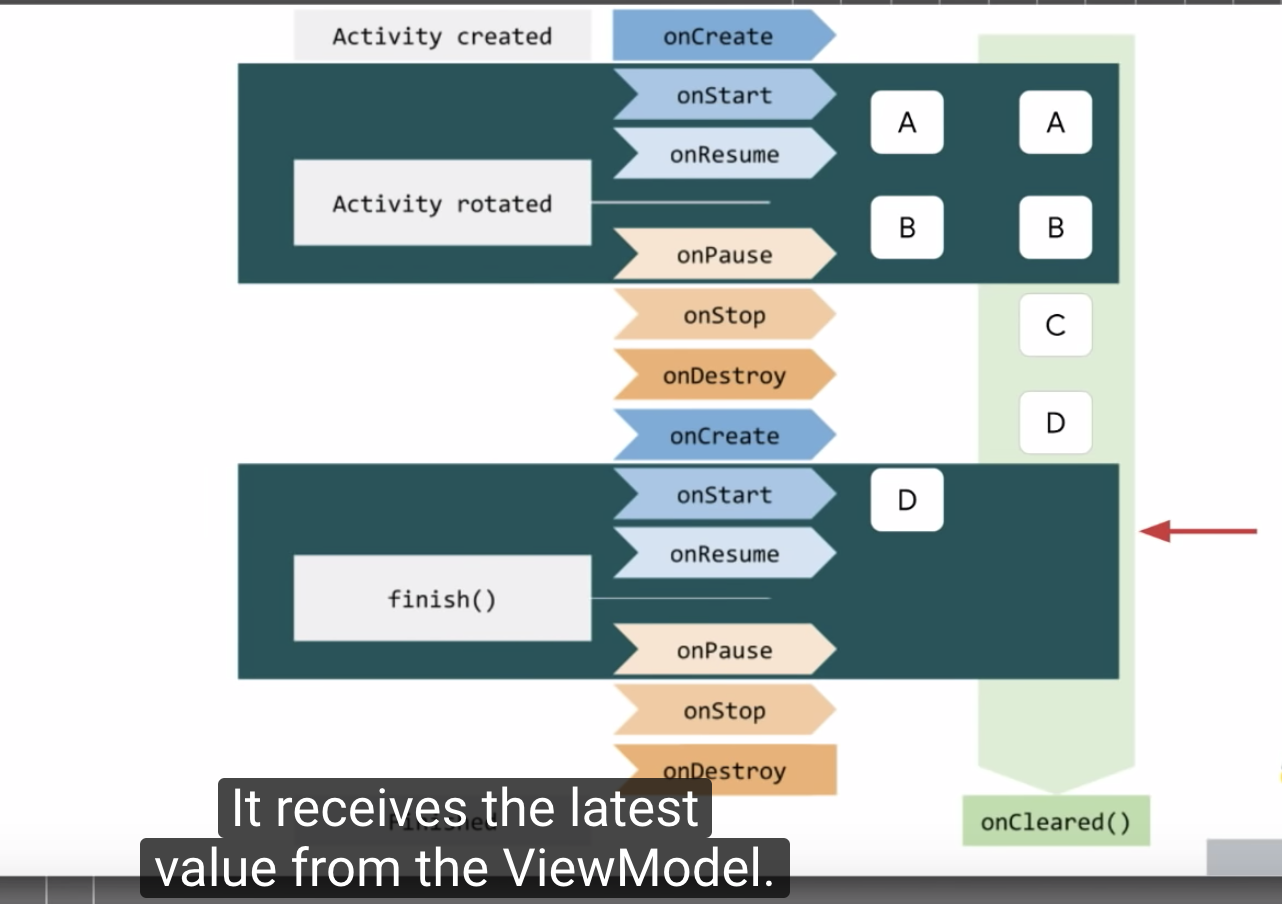 Activity created
onCreate
onStart
A
A
onResume
Activity rotated
B
B
onPause
onStop
C
onDestroy
D
onCreate
onStart
D
onResume
finish()
onPause
onStop
onDestroy
Finished
onCleared()
It receives the latest
value from the ViewModel.